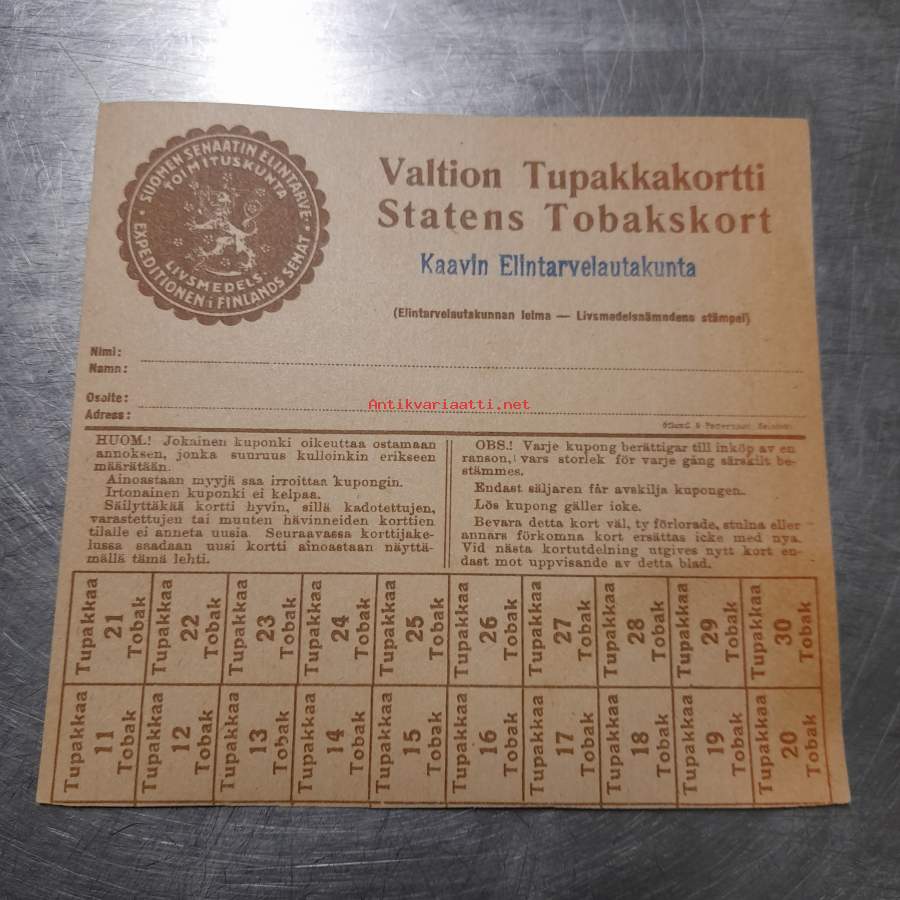 SUOMEN SENAATIN ELINTARVE-
TOIMITUSKUNTA
LIVSMEDELS-
EXPEDITIONEN i FINLANDS SENAT
Valtion Tupakkakortti
Statens Tobakskort
Kaavin Elintarvelautakunta
(Elintarvelautakunnan leima — Livsmedelsnämndens stämpel)
Nimi:
Namn:
Osoite:
Adress:
Antikvariaatti.net
HUOM.! Jokainen kuponki oikeuttaa ostamaan
annoksen, jonka suuruus kulloinkin erikseen
määrätään.
Ainoastaan myyjä saa irroittaa kupongin.
Irtonainen kuponki ei kelpaa.
Säilyttäkää kortti hyvin, sillä kadotettujen,
varastettujen tai muuten hävinneiden korttien
tilalle ei anneta uusia. Seuraavassa korttijake-
lussa saadaan uusi kortti ainoastaan näyttä-
mällä tämä lehti.
OBS.! Varje kupong berättigar till inköp av en
ranson, vars storlek för varje gång särskilt be-
stämmes.
Endast säljaren får avskilja kupongen.
Lös kupong gäller icke.
Bevara detta kort väl, ty förlorade, stulna eller
annars förkomna kort ersättas icke med nya.
Vid nästa kortutdelning utgives nytt kort en-
dast mot uppvisande av detta blad.
Tupakkaa 21 Tobak
Tupakkaa 22 Tobak
Tupakkaa 23 Tobak
Tupakkaa 24 Tobak
Tupakkaa 25 Tobak
Tupakkaa 26 Tobak
Tupakkaa 27 Tobak
Tupakkaa 28 Tobak
Tupakkaa 29 Tobak
Tupakkaa 30 Tobak
Tupakkaa 11 Tobak
Tupakkaa 12 Tobak
Tupakkaa 13 Tobak
Tupakkaa 14 Tobak
Tupakkaa 15 Tobak
Tupakkaa 16 Tobak
Tupakkaa 17 Tobak
Tupakkaa 18 Tobak
Tupakkaa 19 Tobak
Tupakkaa 20 Tobak